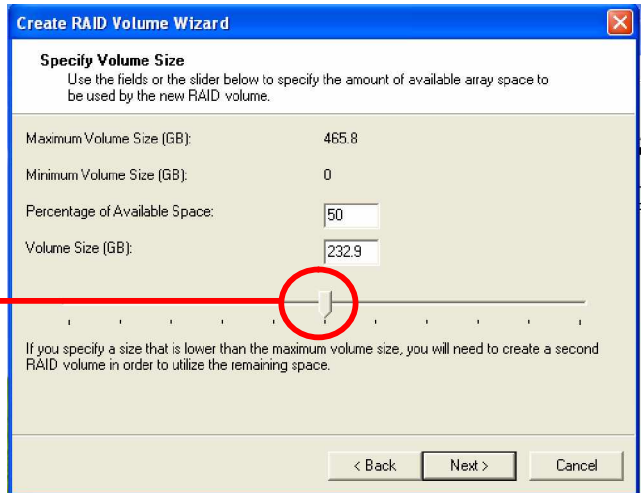 Create RAID Volume Wizard
Specify Volume Size
Use the fields or the slider below to specify the amount of available array space to
be used by the new RAID volume.
Maximum Volume Size (GB): 465.8
Minimum Volume Size (GB): 0
Percentage of Available Space: 50
Volume Size (GB): 232.9
If you specify a size that is lower than the maximum volume size, you will need to create a second
RAID volume in order to utilize the remaining space.
< Back Next > Cancel